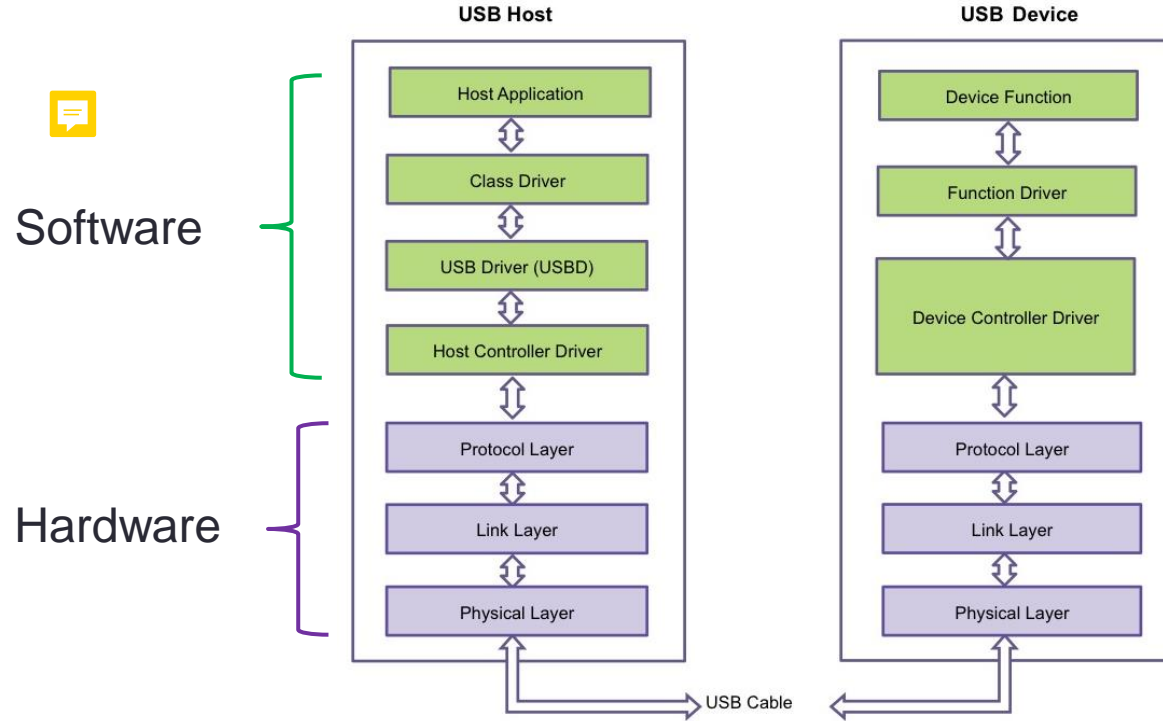 USB Host
USB Device
Software
Hardware
Host Application
Class Driver
USB Driver (USBD)
Host Controller Driver
Protocol Layer
Link Layer
Physical Layer
Device Function
Function Driver
Device Controller Driver
Protocol Layer
Link Layer
Physical Layer
USB Cable